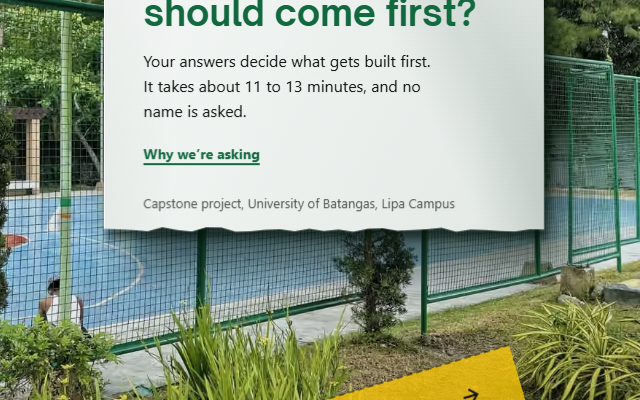 should come first?
Your answers decide what gets built first.
It takes about 11 to 13 minutes, and no
name is asked.
Why we're asking
Capstone project, University of Batangas, Lipa Campus